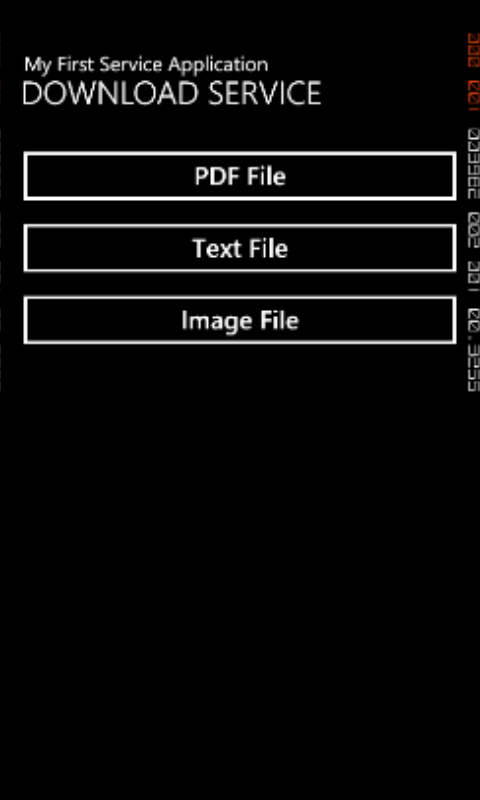 My First Service Application
DOWNLOAD SERVICE
PDF File
Text File
Image File